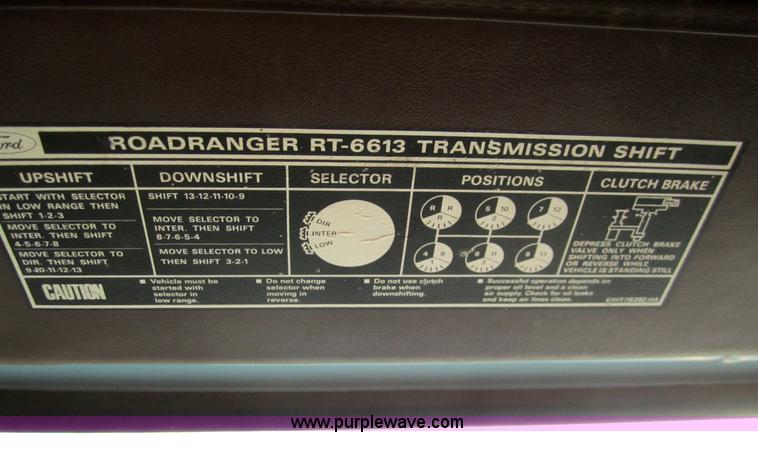 Ford
ROADRANGER RT-6613 TRANSMISSION SHIFT
UPSHIFT
START WITH SELECTOR
IN LOW RANGE THEN
SHIFT 1-2-3
MOVE SELECTOR TO
INTER. THEN SHIFT
4-5-6-7-8
MOVE SELECTOR TO
DIR. THEN SHIFT
9-10-11-12-13
DOWNSHIFT
SHIFT 13-12-11-10-9
MOVE SELECTOR TO
INTER. THEN SHIFT
8-7-6-5-4
MOVE SELECTOR TO LOW
THEN SHIFT 3-2-1
SELECTOR
DIR
INTER
LOW
POSITIONS
R R
R
5 10
2
7 12
4 9
1
6 11
3
8 13
CLUTCH BRAKE
DEPRESS CLUTCH BRAKE
VALVE ONLY WHEN
SHIFTING INTO FORWARD
OR REVERSE WHILE
VEHICLE IS STANDING STILL
CAUTION
Vehicle must be
started with
selector in
low range.
Do not change
selector when
moving in
reverse.
Do not use clutch
brake when
downshifting.
Successful operation depends on
proper oil level and a clean
air supply. Check for oil leaks
and keep air lines clean.
www.purplewave.com